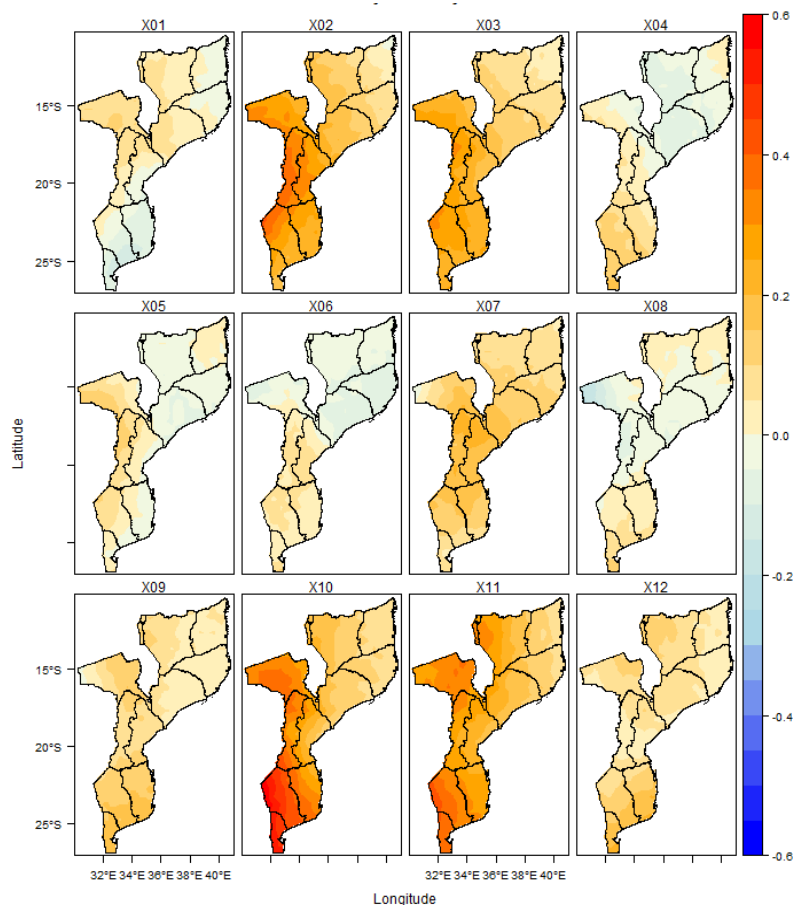 X01 X02 X03 X04
0.6
15°S
0.4
20°S
25°S
0.2
X05 X06 X07 X08
0.0
Latitude
-0.2
X09 X10 X11 X12
15°S
-0.4
20°S
25°S
-0.6
32°E 34°E 36°E 38°E 40°E 32°E 34°E 36°E 38°E 40°E
Longitude